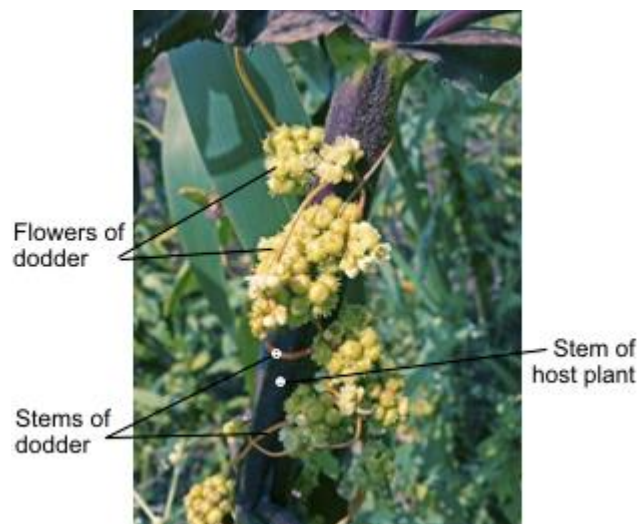 Flowers of
dodder
Stem of
host plant
Stems of
dodder